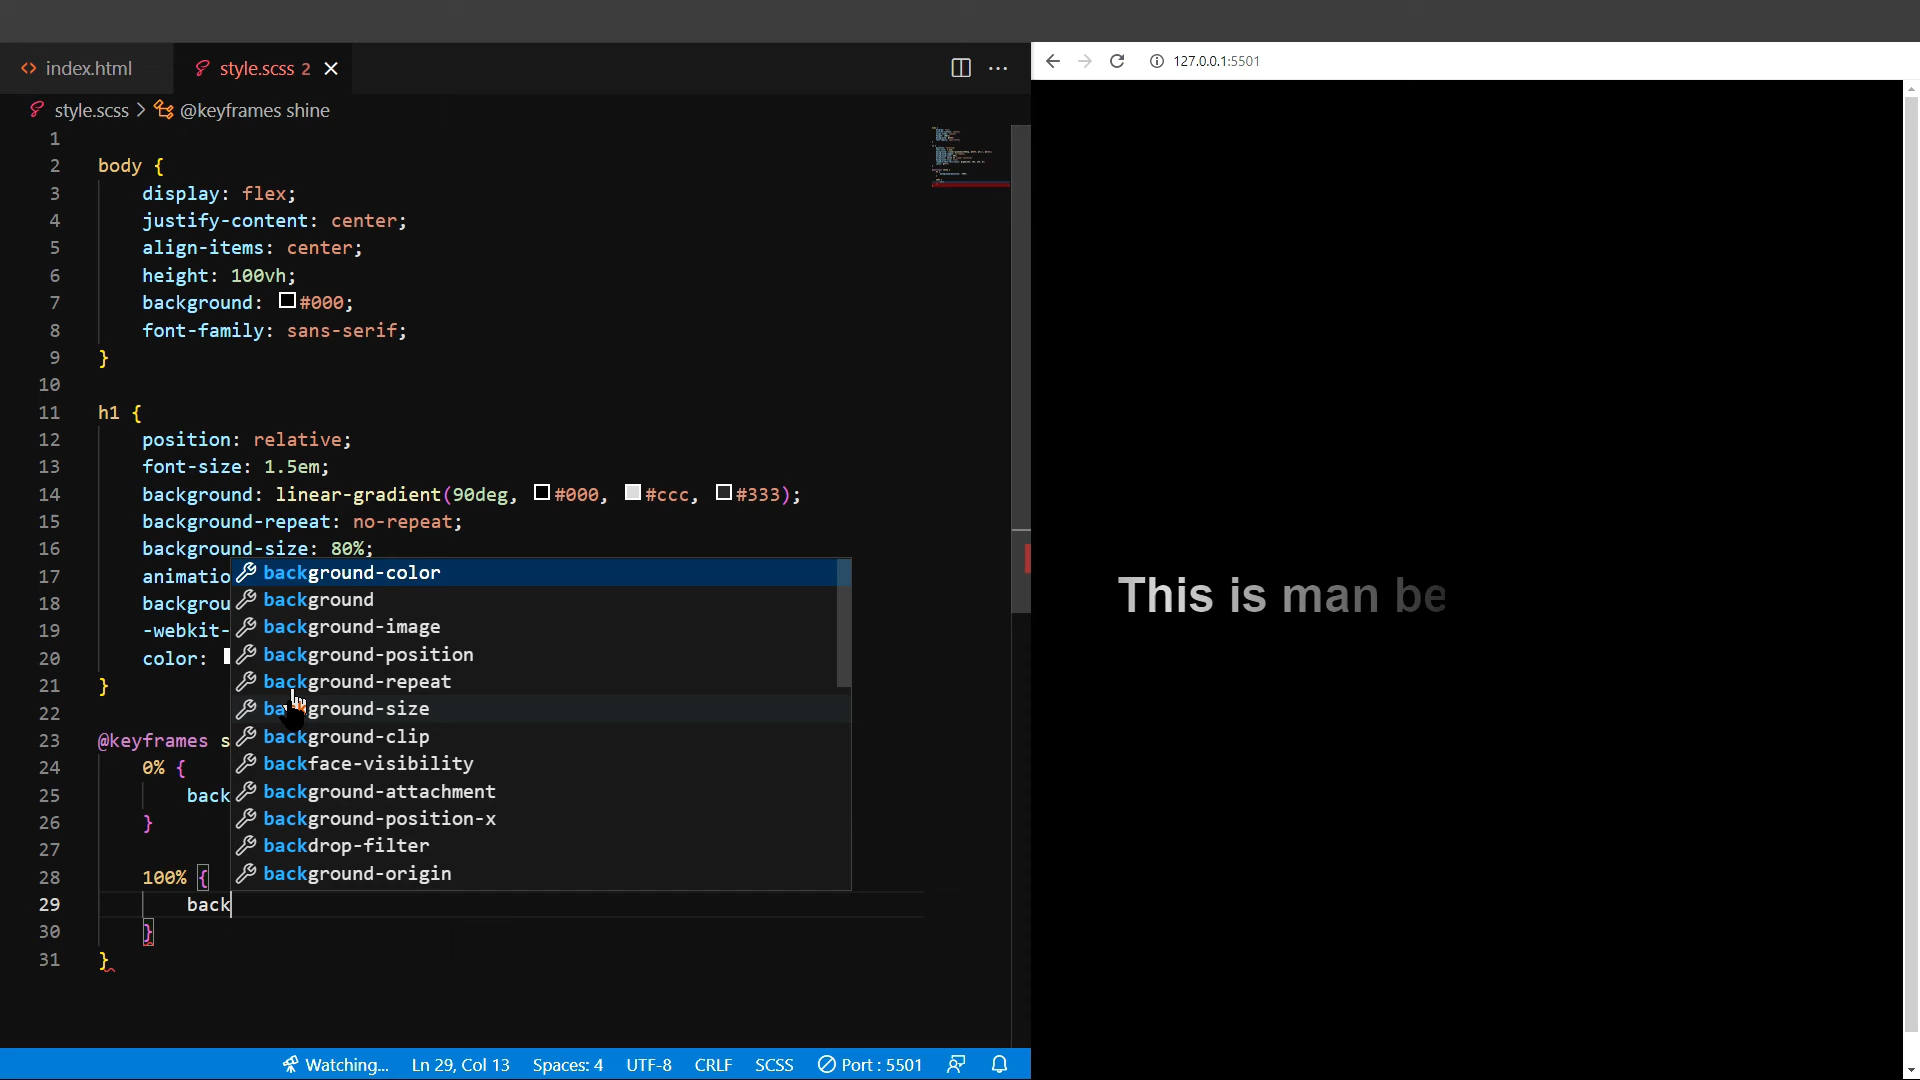 index.html
style.scss 2
127.0.0.1:5501
style.scss > @keyframes shine
1
2 body {
3 display: flex;
4 justify-content: center;
5 align-items: center;
6 height: 100vh;
7 background: #000;
8 font-family: sans-serif;
9 }
10
11 h1 {
12 position: relative;
13 font-size: 1.5em;
14 background: linear-gradient(90deg, #000, #ccc, #333);
15 background-repeat: no-repeat;
16 background-size: 80%;
17 animatio
18 backgrou
19 -webkit-
20 color:
21 }
22
23 @keyframes s
24 0% {
25 back
26 }
27
28 100% {
29 back
30 }
31 }
background-color
background
background-image
background-position
background-repeat
background-size
background-clip
backface-visibility
background-attachment
background-position-x
backdrop-filter
background-origin
This is man be
Watching... Ln 29, Col 13 Spaces: 4 UTF-8 CRLF SCSS Port : 5501